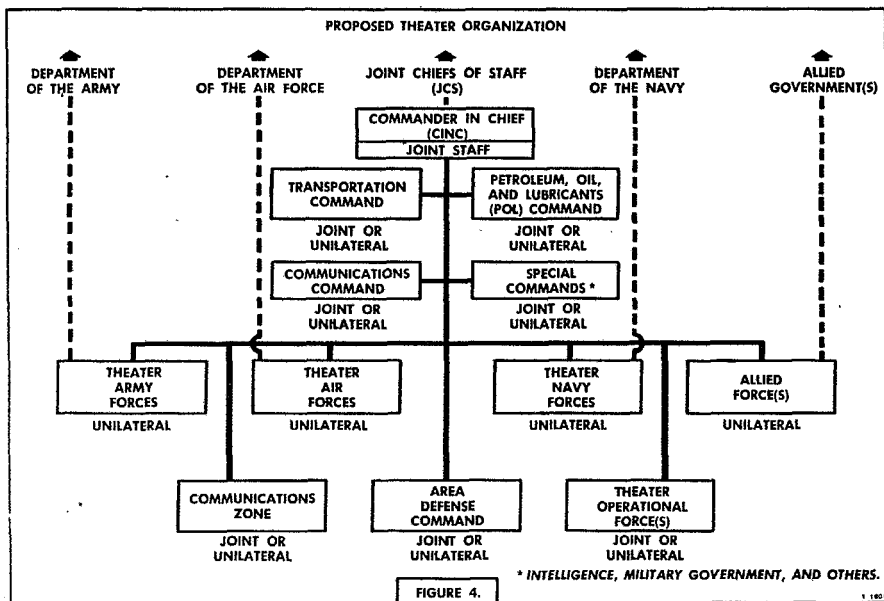 PROPOSED THEATER ORGANIZATION
DEPARTMENT
OF THE ARMY
DEPARTMENT
OF THE AIR FORCE
JOINT CHIEFS OF STAFF
(JCS)
DEPARTMENT
OF THE NAVY
ALLIED
GOVERNMENT(S)
COMMANDER IN CHIEF
(CINC)
JOINT STAFF
TRANSPORTATION
COMMAND
JOINT OR
UNILATERAL
PETROLEUM, OIL,
AND LUBRICANTS
(POL) COMMAND
JOINT OR
UNILATERAL
COMMUNICATIONS
COMMAND
JOINT OR
UNILATERAL
SPECIAL
COMMANDS *
JOINT OR
UNILATERAL
THEATER
ARMY
FORCES
UNILATERAL
THEATER
AIR
FORCES
UNILATERAL
THEATER
NAVY
FORCES
UNILATERAL
ALLIED
FORCE(S)
UNILATERAL
COMMUNICATIONS
ZONE
JOINT OR
UNILATERAL
AREA
DEFENSE
COMMAND
JOINT OR
UNILATERAL
THEATER
OPERATIONAL
FORCE(S)
JOINT OR
UNILATERAL
* INTELLIGENCE, MILITARY GOVERNMENT, AND OTHERS.
FIGURE 4.